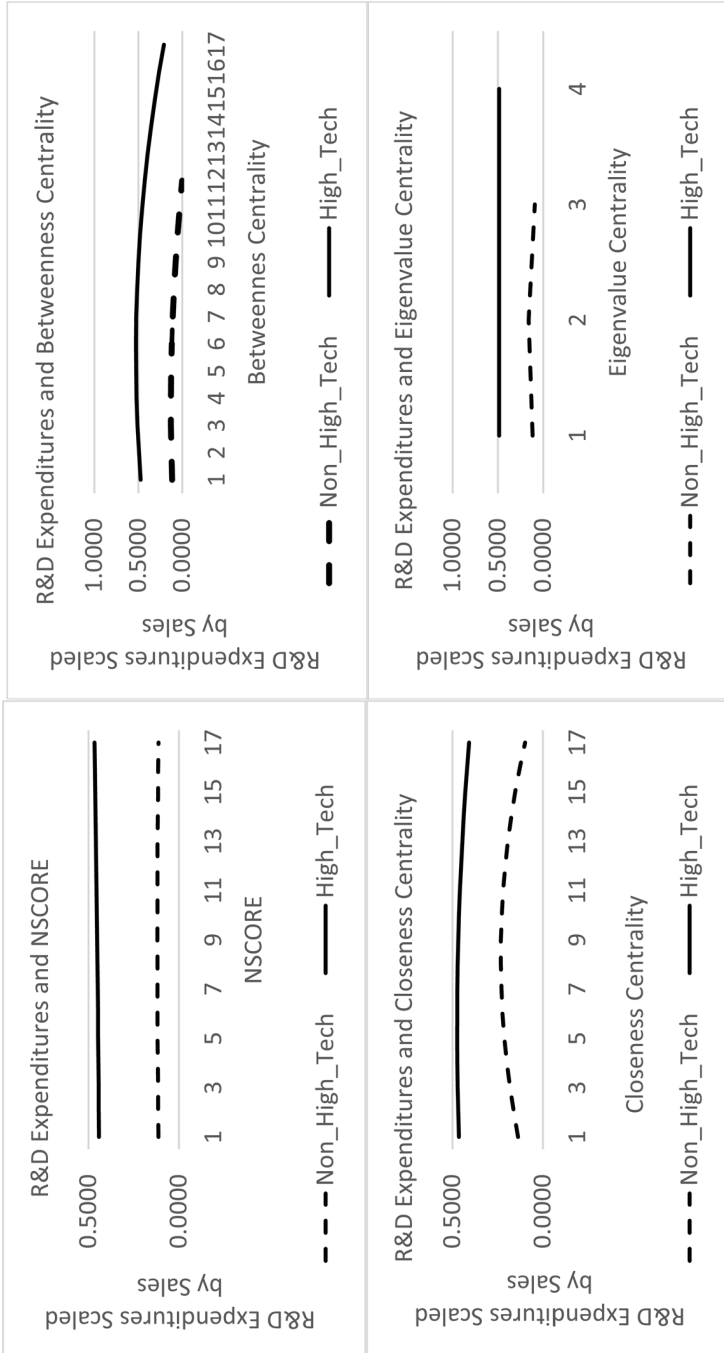 R&D Expenditures and NSCORE
R&D Expenditures Scaled
by Sales
0.5000
0.0000
1 3 5 7 9 11 13 15 17
NSCORE
Non_High_Tech High_Tech
R&D Expenditures and Betweenness Centrality
R&D Expenditures Scaled
by Sales
1.0000
0.5000
0.0000
1 2 3 4 5 6 7 8 9 1011121314151617
Betweennes Centrality
Non_High_Tech High_Tech
R&D Expenditures and Closeness Centrality
R&D Expenditures Scaled
by Sales
0.5000
0.0000
1 3 5 7 9 11 13 15 17
Closeness Centrality
Non_High_Tech High_Tech
R&D Expenditures and Eigenvalue Centrality
R&D Expenditures Scaled
by Sales
1.0000
0.5000
0.0000
1 2 3 4
Eigenvalue Centrality
Non_High_Tech High_Tech